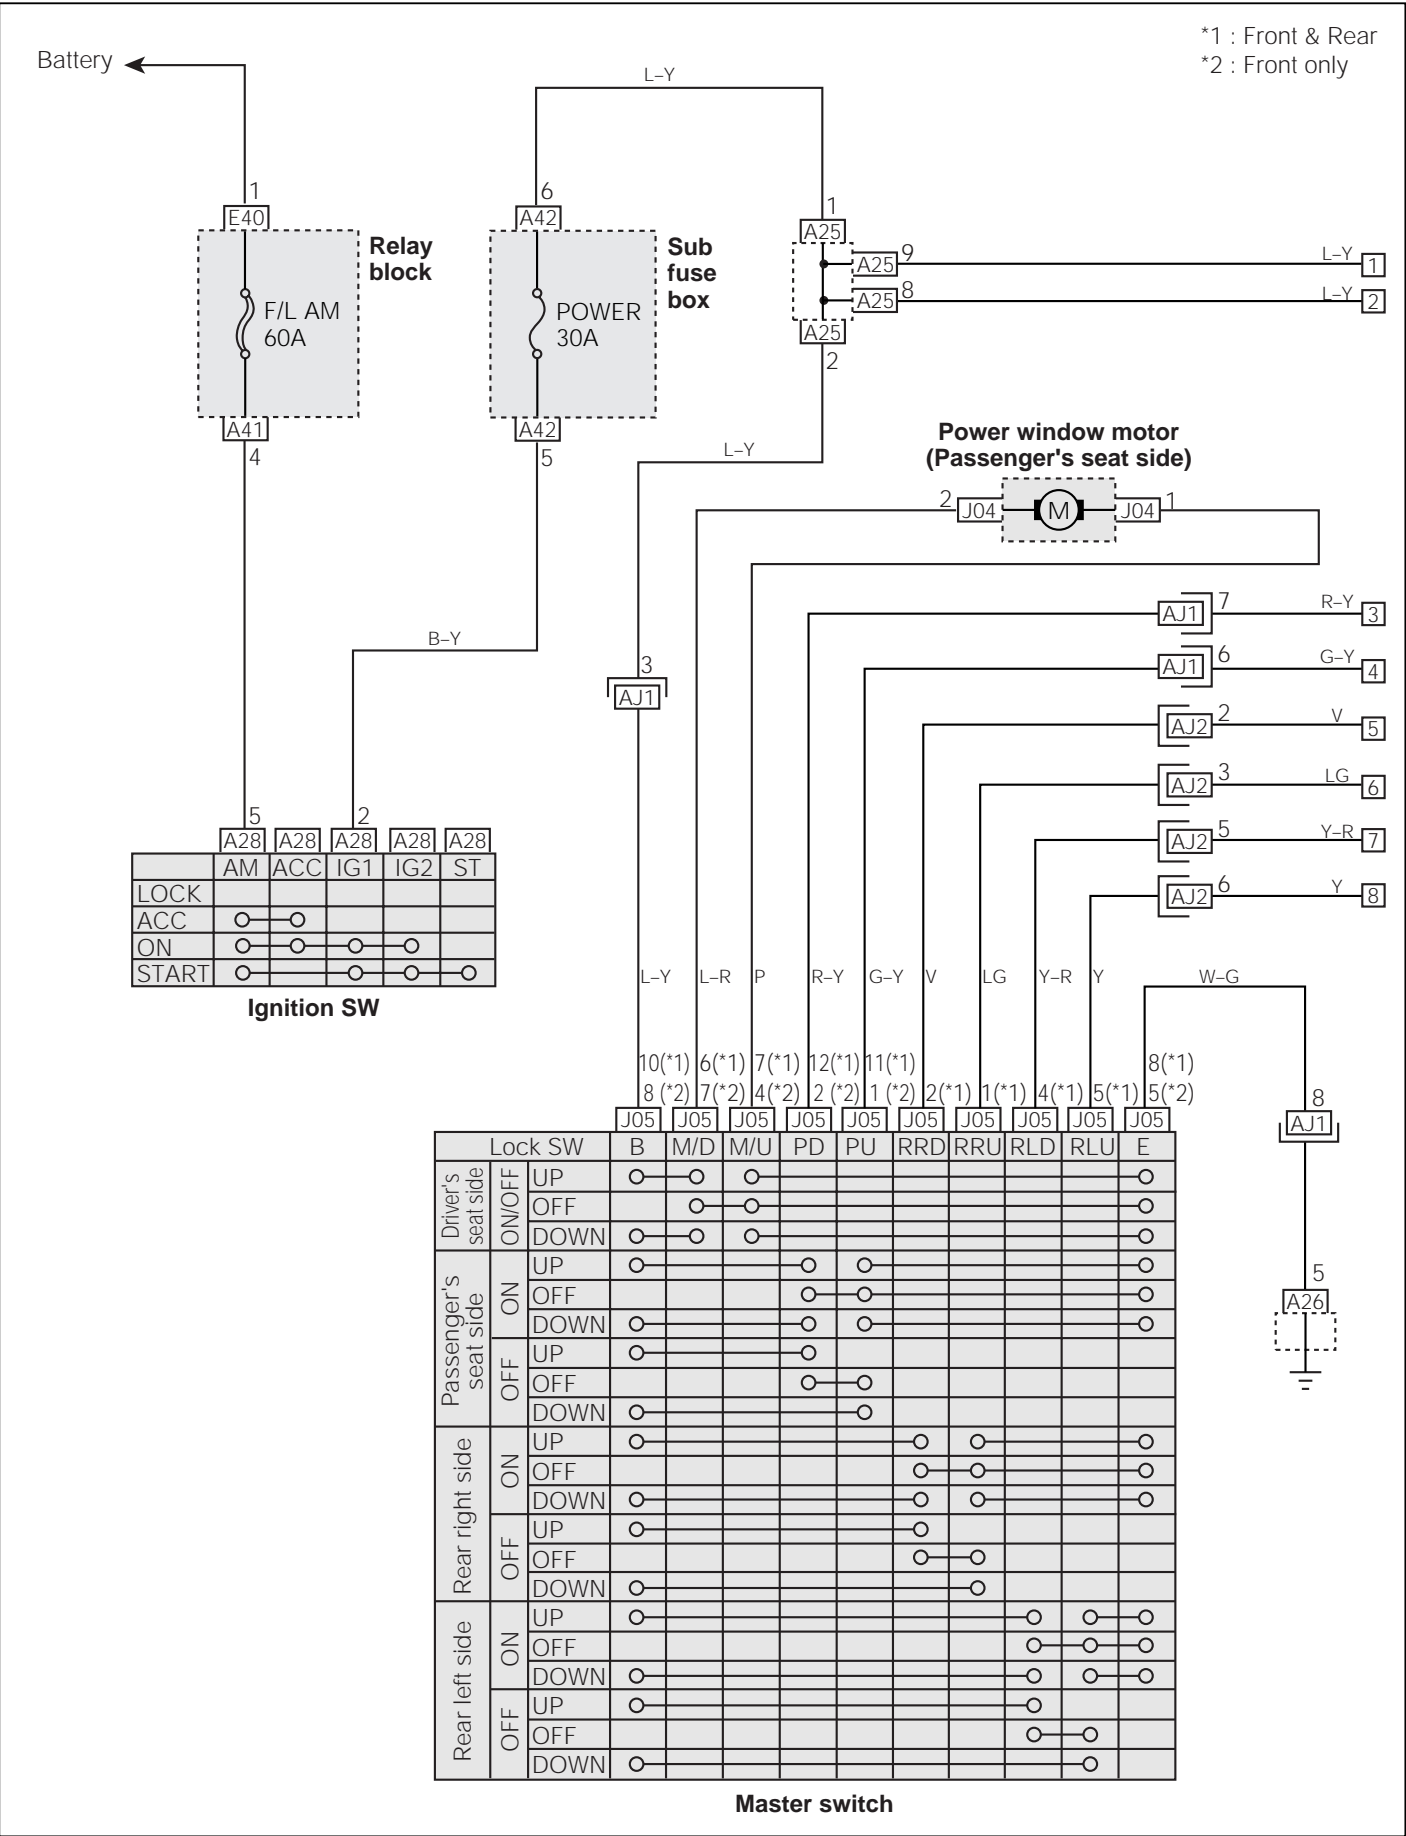 *1 : Front & Rear
*2 : Front only
Battery
L–Y
1
E40
Relay
block
F/L AM
60A
A41
4
6
A42
Sub
fuse
box
POWER
30A
A42
5
1
A25
A25 9 L–Y 1
A25 8 L–Y 2
A25
2
L–Y
Power window motor
(Passenger's seat side)
2 J04 M J04 1
B–Y
3
AJ1
AJ1 7 R–Y 3
AJ1 6 G–Y 4
AJ2 2 V 5
AJ2 3 LG 6
AJ2 5 Y–R 7
AJ2 6 Y 8
5 2
A28 A28 A28 A28 A28
AM ACC IG1 IG2 ST
LOCK
ACC
ON
START
Ignition SW
L–Y L–R P R–Y G–Y V LG Y–R Y W–G
10(*1) 6(*1) 7(*1) 12(*1) 11(*1) 8(*1)
8 (*2) 7(*2) 4(*2) 2 (*2) 1 (*2) 2(*1) 1(*1) 4(*1) 5(*1) 5(*2)
J05 J05 J05 J05 J05 J05 J05 J05 J05 J05
8
AJ1
5
A26
Lock SW B M/D M/U PD PU RRD RRU RLD RLU E
Driver's
seat side
ON/OFF
UP
OFF
DOWN
Passenger's
seat side
ON
UP
OFF
DOWN
OFF
UP
OFF
DOWN
Rear right side
ON
UP
OFF
DOWN
OFF
UP
OFF
DOWN
Rear left side
ON
UP
OFF
DOWN
OFF
UP
OFF
DOWN
Master switch